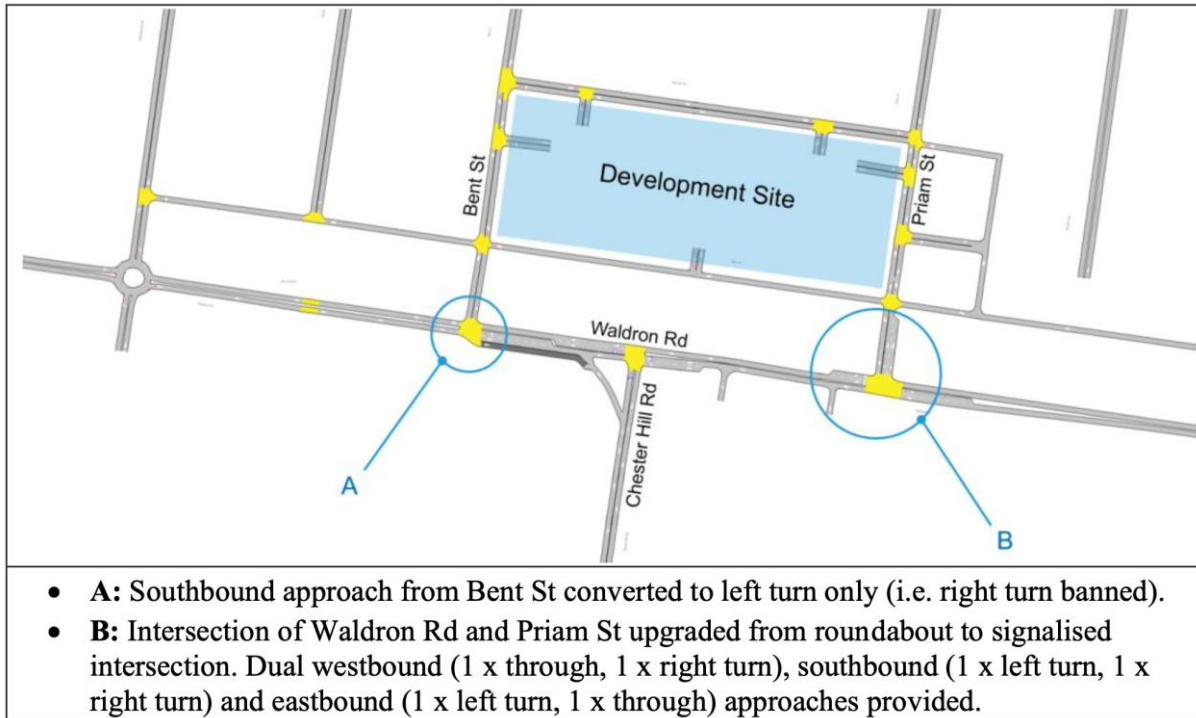 Bent St
Development Site
Priam St
Waldron Rd
Chester Hill Rd
A
B
• A: Southbound approach from Bent St converted to left turn only (i.e. right turn banned).
• B: Intersection of Waldron Rd and Priam St upgraded from roundabout to signalised
intersection. Dual westbound (1 x through, 1 x right turn), southbound (1 x left turn, 1 x
right turn) and eastbound (1 x left turn, 1 x through) approaches provided.